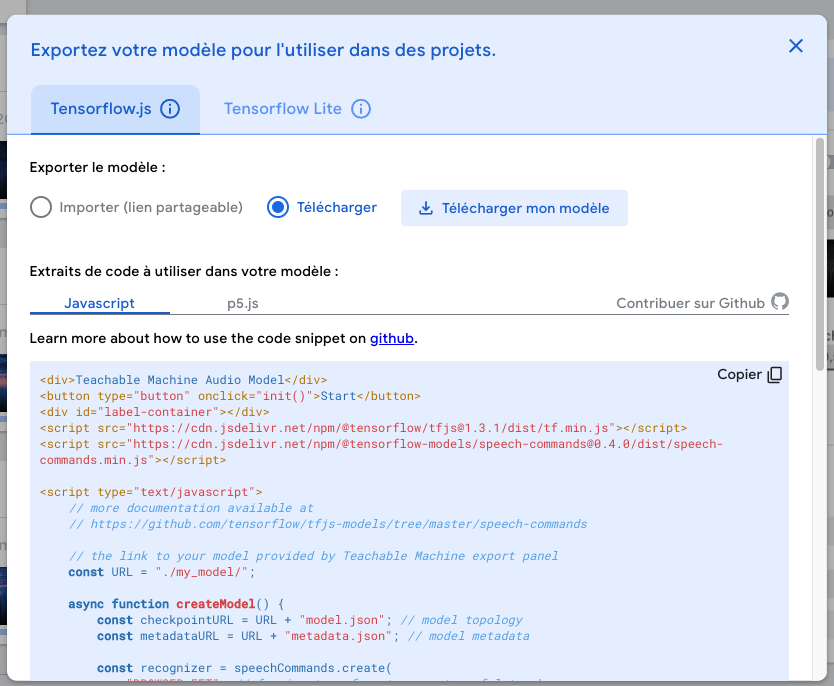 Exportez votre modèle pour l'utiliser dans des projets.
Tensorflow.js
Tensorflow Lite
Exporter le modèle :
Importer (lien partageable)
Télécharger
Télécharger mon modèle
Extraits de code à utiliser dans votre modèle :
Javascript
p5.js
Contribuer sur Github
Learn more about how to use the code snippet on github.
Copier
<div>Teachable Machine Audio Model</div>
<button type="button" onclick="init()">Start</button>
<div id="label-container"></div>
<script src="https://cdn.jsdelivr.net/npm/@tensorflow/tfjs@1.3.1/dist/tf.min.js"></script>
<script src="https://cdn.jsdelivr.net/npm/@tensorflow-models/speech-commands@0.4.0/dist/speech-
commands.min.js"></script>
<script type="text/javascript">
// more documentation available at
// https://github.com/tensorflow/tfjs-models/tree/master/speech-commands
// the link to your model provided by Teachable Machine export panel
const URL = "./my_model/";
async function createModel() {
const checkpointURL = URL + "model.json"; // model topology
const metadataURL = URL + "metadata.json"; // model metadata
const recognizer = speechCommands.create(